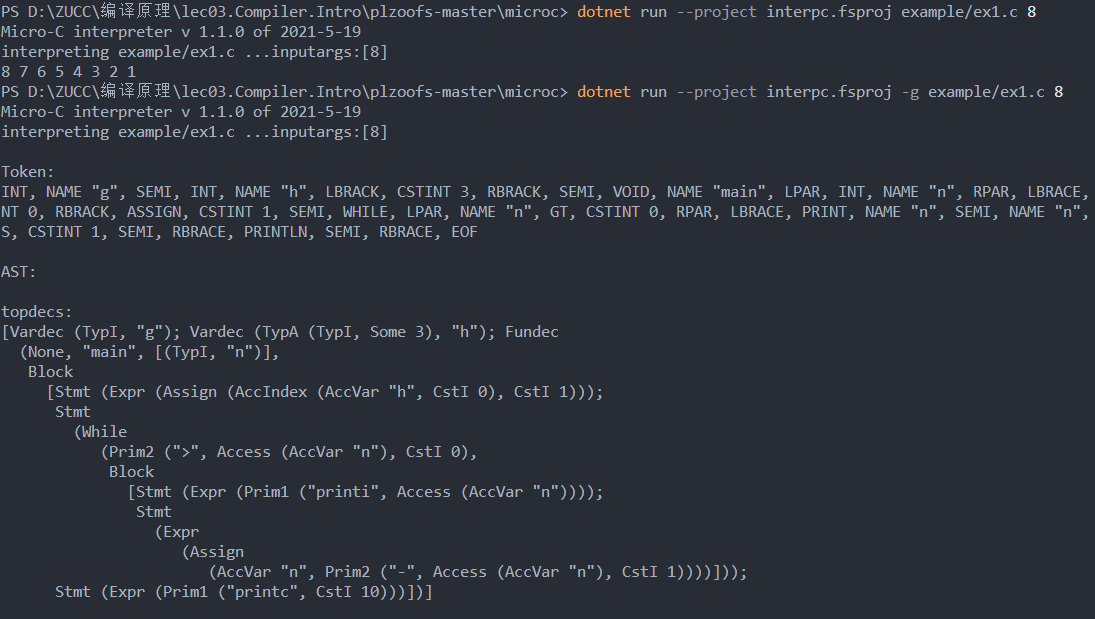 PS D:\ZUCC\编译原理\lec03.Compiler.Intro\plzoofs-master\microc> dotnet run --project interpc.fsproj example/ex1.c 8
Micro-C interpreter v 1.1.0 of 2021-5-19
interpreting example/ex1.c ...inputargs:[8]
8 7 6 5 4 3 2 1
PS D:\ZUCC\编译原理\lec03.Compiler.Intro\plzoofs-master\microc> dotnet run --project interpc.fsproj -g example/ex1.c 8
Micro-C interpreter v 1.1.0 of 2021-5-19
interpreting example/ex1.c ...inputargs:[8]
Token:
INT, NAME "g", SEMI, INT, NAME "h", LBRACK, CSTINT 3, RBRACK, SEMI, VOID, NAME "main", LPAR, INT, NAME "n", RPAR, LBRACE,
NT 0, RBRACK, ASSIGN, CSTINT 1, SEMI, WHILE, LPAR, NAME "n", GT, CSTINT 0, RPAR, LBRACE, PRINT, NAME "n", SEMI, NAME "n",
S, CSTINT 1, SEMI, RBRACE, PRINTLN, SEMI, RBRACE, EOF
AST:
topdecs:
[Vardec (TypI, "g"); Vardec (TypA (TypI, Some 3), "h"); Fundec
(None, "main", [(TypI, "n")],
Block
[Stmt (Expr (Assign (AccIndex (AccVar "h", CstI 0), CstI 1)));
Stmt
(While
(Prim2 (">", Access (AccVar "n"), CstI 0),
Block
[Stmt (Expr (Prim1 ("printi", Access (AccVar "n"))));
Stmt
(Expr
(Assign
(AccVar "n", Prim2 ("-", Access (AccVar "n"), CstI 1))))]));
Stmt (Expr (Prim1 ("printc", CstI 10)))])]